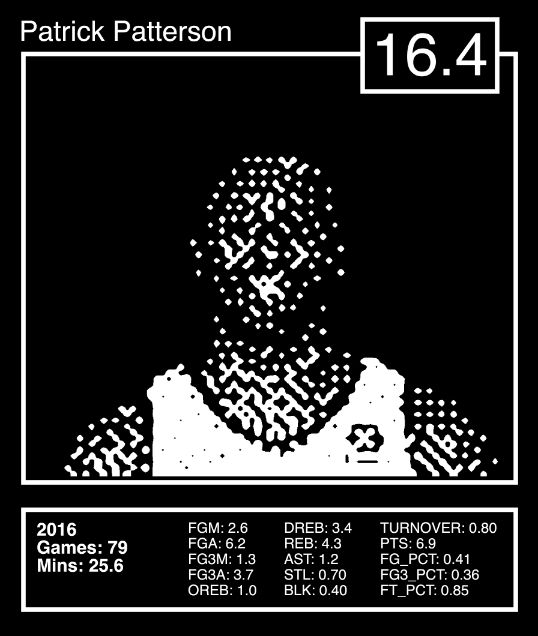 Patrick Patterson
16.4
2016
Games: 79
Mins: 25.6
FGM: 2.6
FGA: 6.2
FG3M: 1.3
FG3A: 3.7
OREB: 1.0
DREB: 3.4
REB: 4.3
AST: 1.2
STL: 0.70
BLK: 0.40
TURNOVER: 0.80
PTS: 6.9
FG_PCT: 0.41
FG3_PCT: 0.36
FT_PCT: 0.85